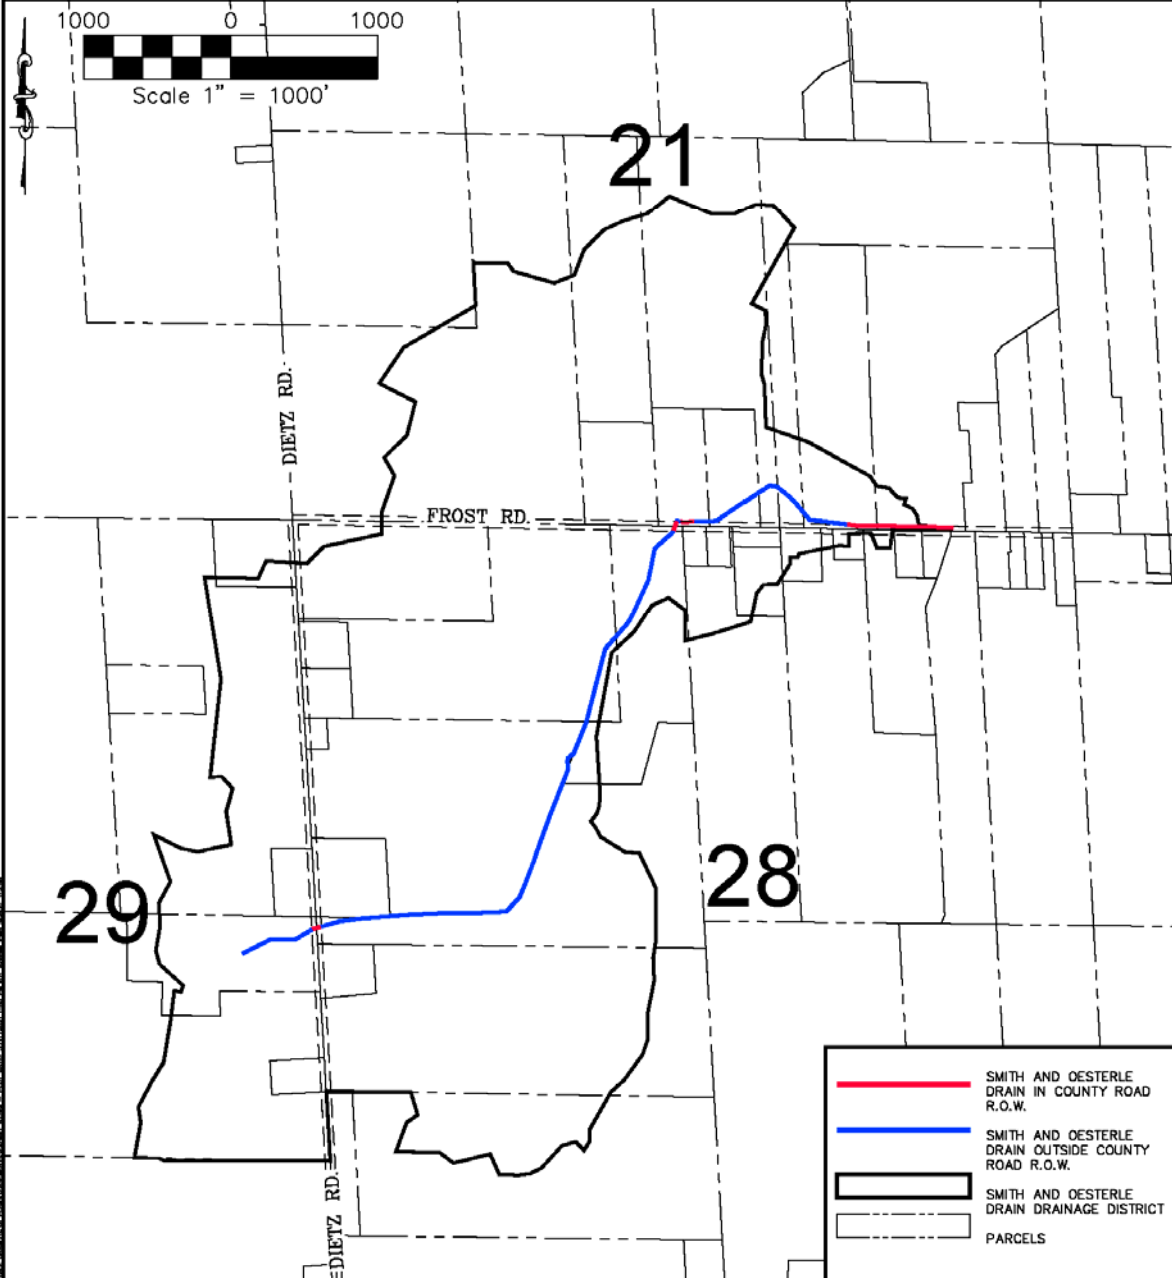 1000 0 1000
Scale 1" = 1000'
21
DIETZ RD.
FROST RD.
28
29
DIETZ RD.
SMITH AND OESTERLE
DRAIN IN COUNTY ROAD
R.O.W.
SMITH AND OESTERLE
DRAIN OUTSIDE COUNTY
ROAD R.O.W.
SMITH AND OESTERLE
DRAIN DRAINAGE DISTRICT
PARCELS